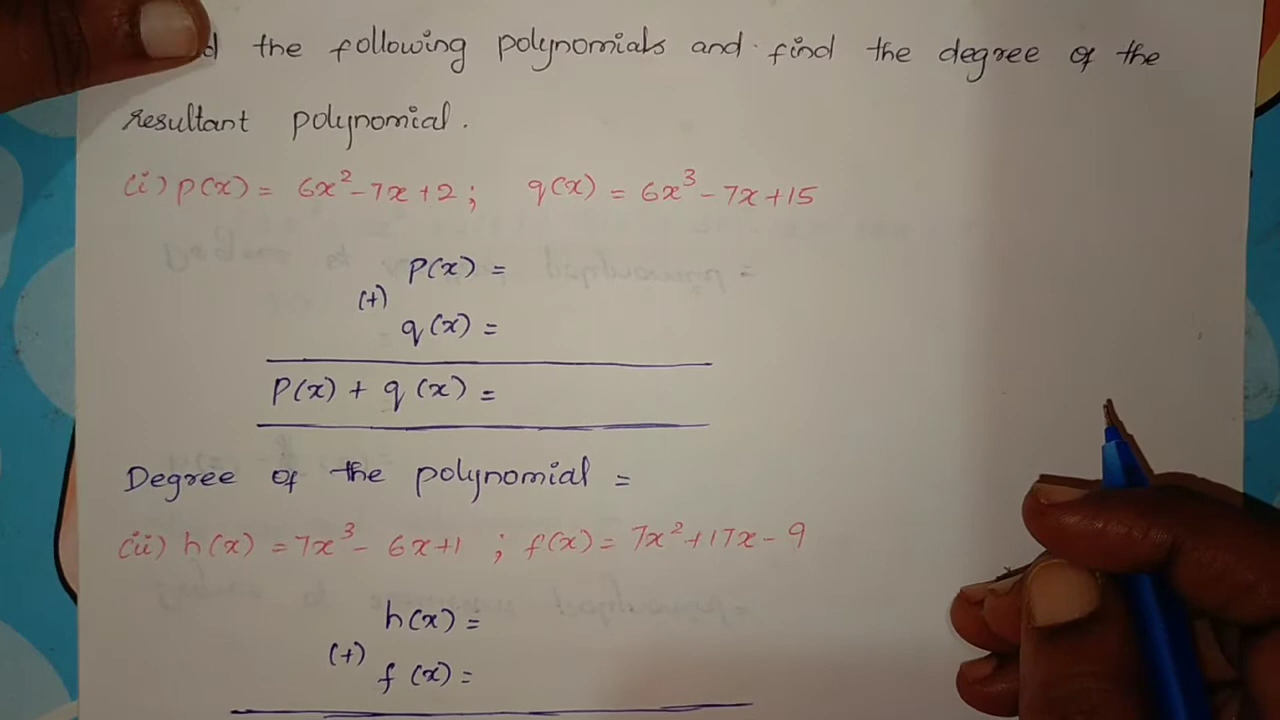 the following polynomials and find the degree of the
resultant polynomial.
(i) p(x) = 6x² - 7x + 2 ; q(x) = 6x³ - 7x + 15
p(x) =
(+)
q(x) =
p(x) + q(x) =
Degree of the polynomial =
(ii) h(x) = 7x³ - 6x + 1 ; f(x) = 7x² + 17x - 9
h(x) =
(+)
f(x) =